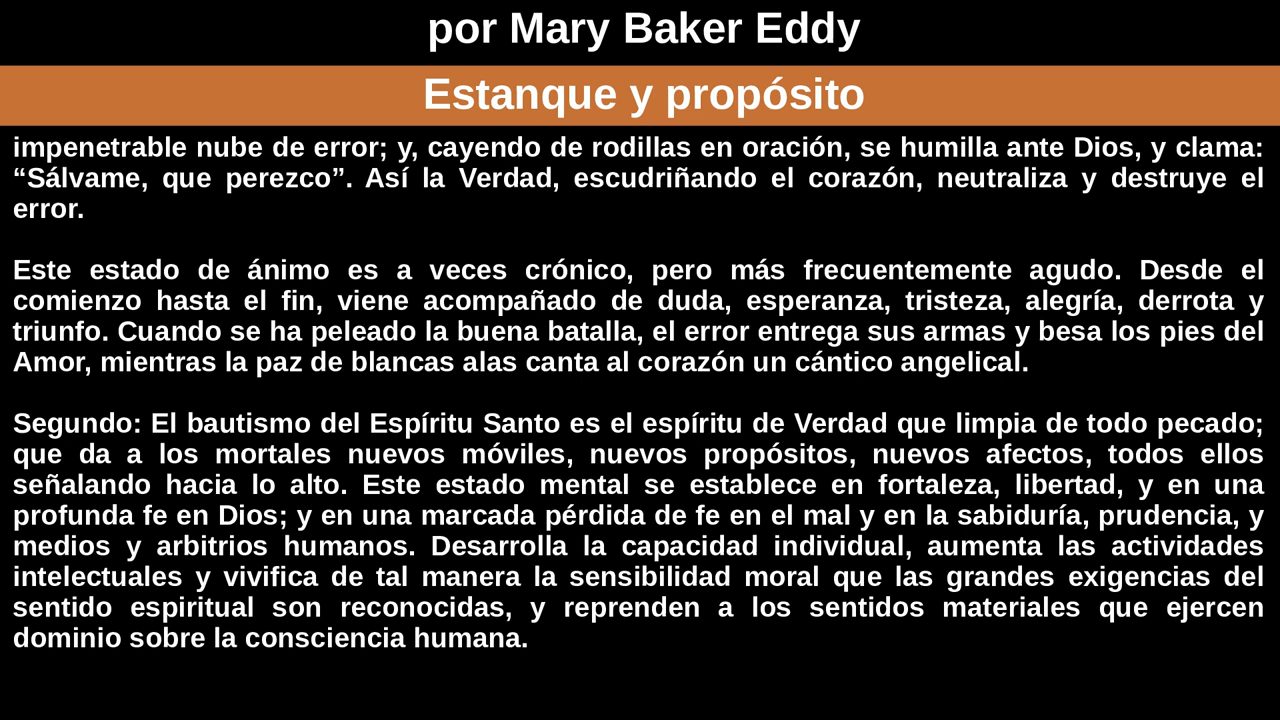 por Mary Baker Eddy
Estanque y propósito
impenetrable nube de error; y, cayendo de rodillas en oración, se humilla ante Dios, y clama:
“Sálvame, que perezco”. Así la Verdad, escudriñando el corazón, neutraliza y destruye el
error.
Este estado de ánimo es a veces crónico, pero más frecuentemente agudo. Desde el
comienzo hasta el fin, viene acompañado de duda, esperanza, tristeza, alegría, derrota y
triunfo. Cuando se ha peleado la buena batalla, el error entrega sus armas y besa los pies del
Amor, mientras la paz de blancas alas canta al corazón un cántico angelical.
Segundo: El bautismo del Espíritu Santo es el espíritu de Verdad que limpia de todo pecado;
que da a los mortales nuevos móviles, nuevos propósitos, nuevos afectos, todos ellos
señalando hacia lo alto. Este estado mental se establece en fortaleza, libertad, y en una
profunda fe en Dios; y en una marcada pérdida de fe en el mal y en la sabiduría, prudencia, y
medios y arbitrios humanos. Desarrolla la capacidad individual, aumenta las actividades
intelectuales y vivifica de tal manera la sensibilidad moral que las grandes exigencias del
sentido espiritual son reconocidas, y reprenden a los sentidos materiales que ejercen
dominio sobre la consciencia humana.